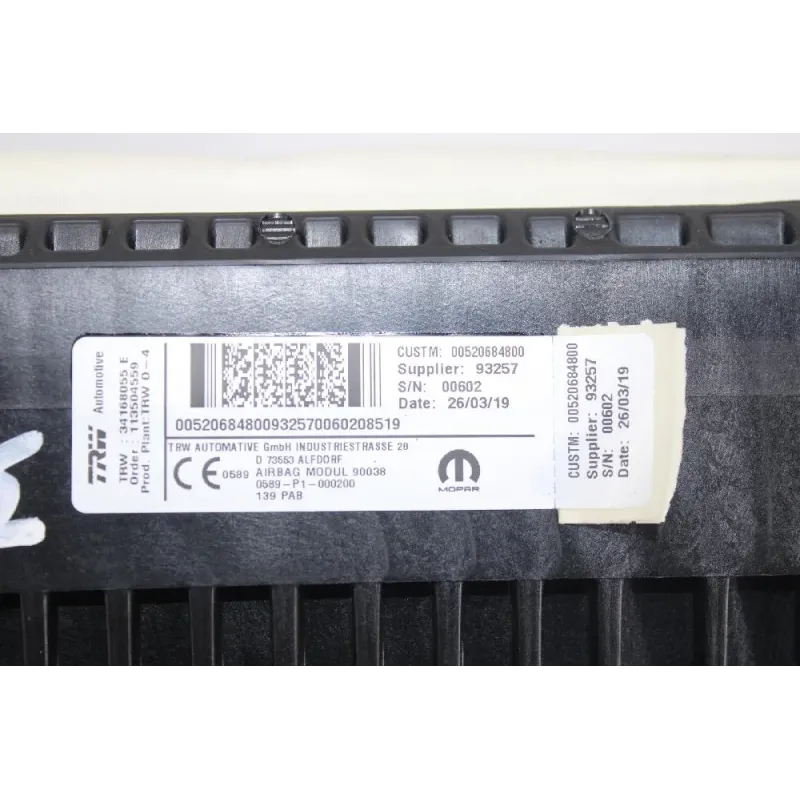 TRW Automotive
TRW : 34168055 E
Order : 113504559
Prod. Plant:TRW O-4
CUSTM: 00520684800
Supplier: 93257
S/N: 00602
Date: 26/03/19
00520684800932570060208519
TRW AUTOMATIVE GmbH INDUSTRIESTRASSE 20
D 73553 ALFDORF
CE 0589 AIRBAG MODUL 90038
0589-P1-000200
139 PAB
MOPAR
CUSTM: 00520684800
Supplier: 93257
S/N: 00602
Date: 26/03/19